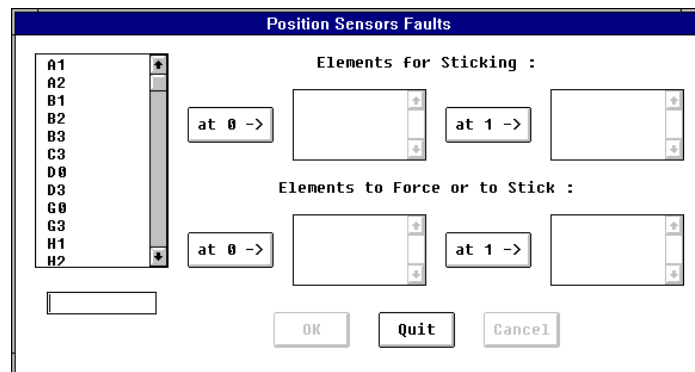 Position Sensors Faults
A1
A2
B1
B2
B3
C3
D0
D3
G0
G3
H1
H2
Elements for Sticking :
at 0 ->
at 1 ->
Elements to Force or to Stick :
at 0 ->
at 1 ->
OK
Quit
Cancel